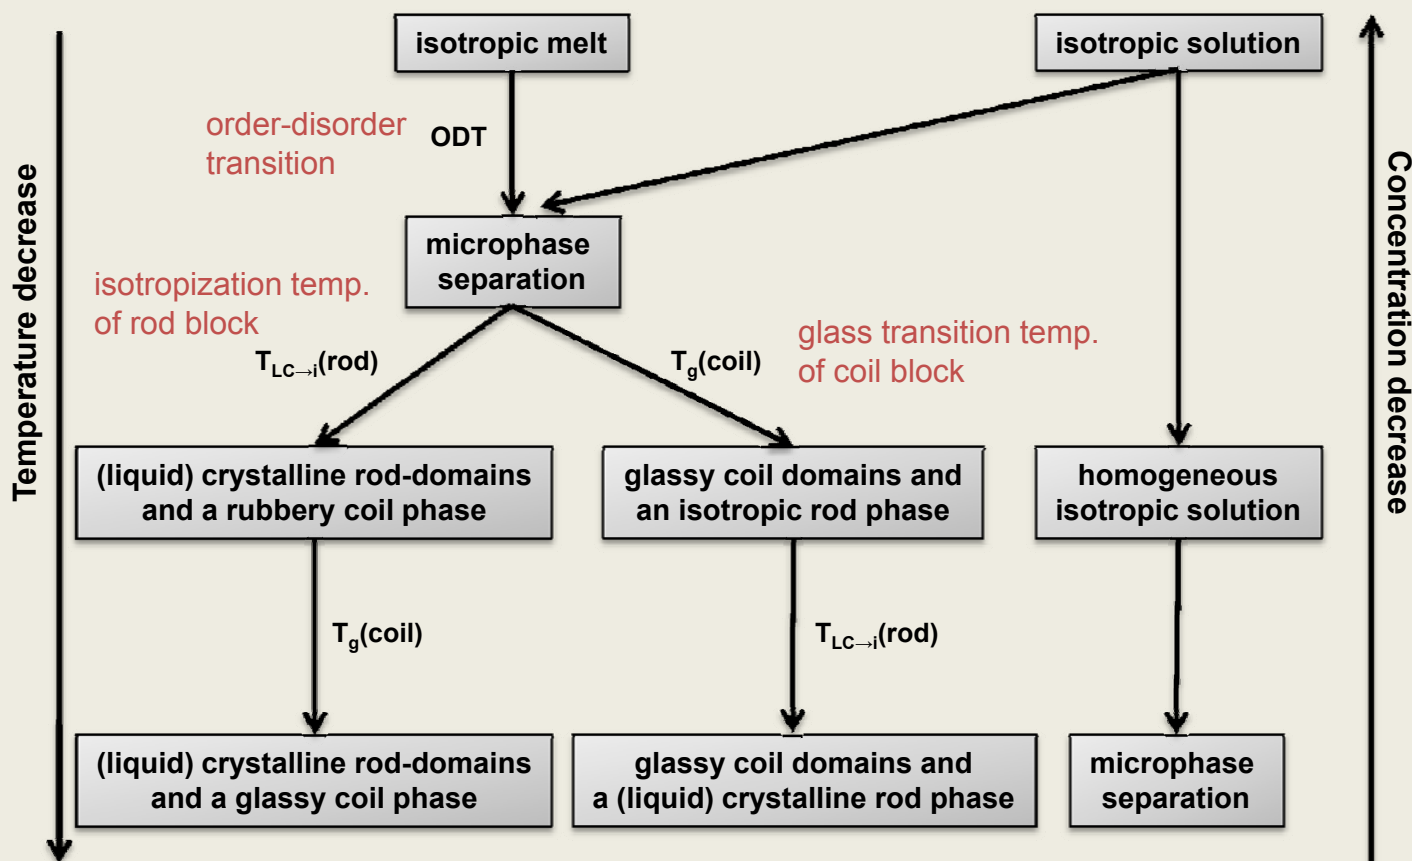 isotropic melt
isotropic solution
order-disorder
transition
ODT
Temperature decrease
Concentration decrease
microphase
separation
isotropization temp.
of rod block
glass transition temp.
of coil block
T_LC→i(rod)
T_g(coil)
(liquid) crystalline rod-domains
and a rubbery coil phase
glassy coil domains and
an isotropic rod phase
homogeneous
isotropic solution
T_g(coil)
T_LC→i(rod)
(liquid) crystalline rod-domains
and a glassy coil phase
glassy coil domains and
a (liquid) crystalline rod phase
microphase
separation